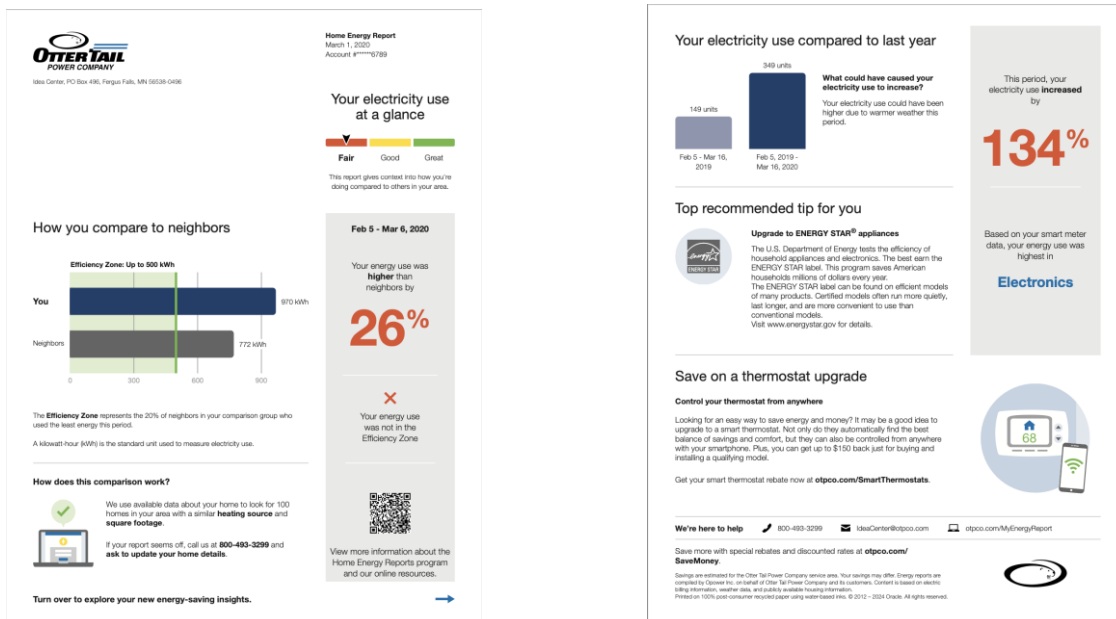 OTTER TAIL
POWER COMPANY
Idea Center, PO Box 496, Fergus Falls, MN 56538-0496
Home Energy Report
March 1, 2020
Account #*****6789
Your electricity use
at a glance
Fair
Good
Great
This report gives context into how you're
doing compared to others in your area.
How you compare to neighbors
Efficiency Zone: Up to 500 kWh
You
970 kWh
Neighbors
772 kWh
0
300
600
900
The Efficiency Zone represents the 20% of neighbors in your comparison group who
used the least energy this period.
A kilowatt-hour (kWh) is the standard unit used to measure electricity use.
Feb 5 - Mar 6, 2020
Your energy use was
higher than
neighbors by
26%
Your energy use
was not in the
Efficiency Zone
How does this comparison work?
We use available data about your home to look for 100
homes in your area with a similar heating source and
square footage.
If your report seems off, call us at 800-493-3299 and
ask to update your home details.
View more information about the
Home Energy Reports program
and our online resources.
Turn over to explore your new energy-saving insights.
Your electricity use compared to last year
349 units
149 units
Feb 5 - Mar 16,
2019
Feb 5, 2019 -
Mar 16, 2020
What could have caused your
electricity use to increase?
Your electricity use could have been
higher due to warmer weather this
period.
This period, your
electricity use increased
by
134%
Based on your smart meter
data, your energy use was
highest in
Electronics
Top recommended tip for you
ENERGY STAR
Upgrade to ENERGY STAR® appliances
The U.S. Department of Energy tests the efficiency of
household appliances and electronics. The best earn the
ENERGY STAR label. This program saves American
households millions of dollars every year.
The ENERGY STAR label can be found on efficient models
of many products. Certified models often run more quietly,
last longer, and are more convenient to use than
conventional models.
Visit www.energystar.gov for details.
Save on a thermostat upgrade
Control your thermostat from anywhere
Looking for an easy way to save energy and money? It may be a good idea to
upgrade to a smart thermostat. Not only do they automatically find the best
balance of savings and comfort, but they can also be controlled from anywhere
with your smartphone. Plus, you can get up to $150 back just for buying and
installing a qualifying model.
Get your smart thermostat rebate now at otpco.com/SmartThermostats.
68
We're here to help
800-493-3299
IdeaCenter@otpco.com
otpco.com/MyEnergyReport
Save more with special rebates and discounted rates at otpco.com/
SaveMoney.
Savings are estimated for the Otter Tail Power Company service area. Your savings may differ. Energy reports are
compiled by Opower Inc. on behalf of Otter Tail Power Company and its customers. Content is based on electric
billing information, weather data, and publicly available housing information.
Printed on 100% post-consumer recycled paper using water-based inks. © 2012 – 2024 Oracle. All rights reserved.